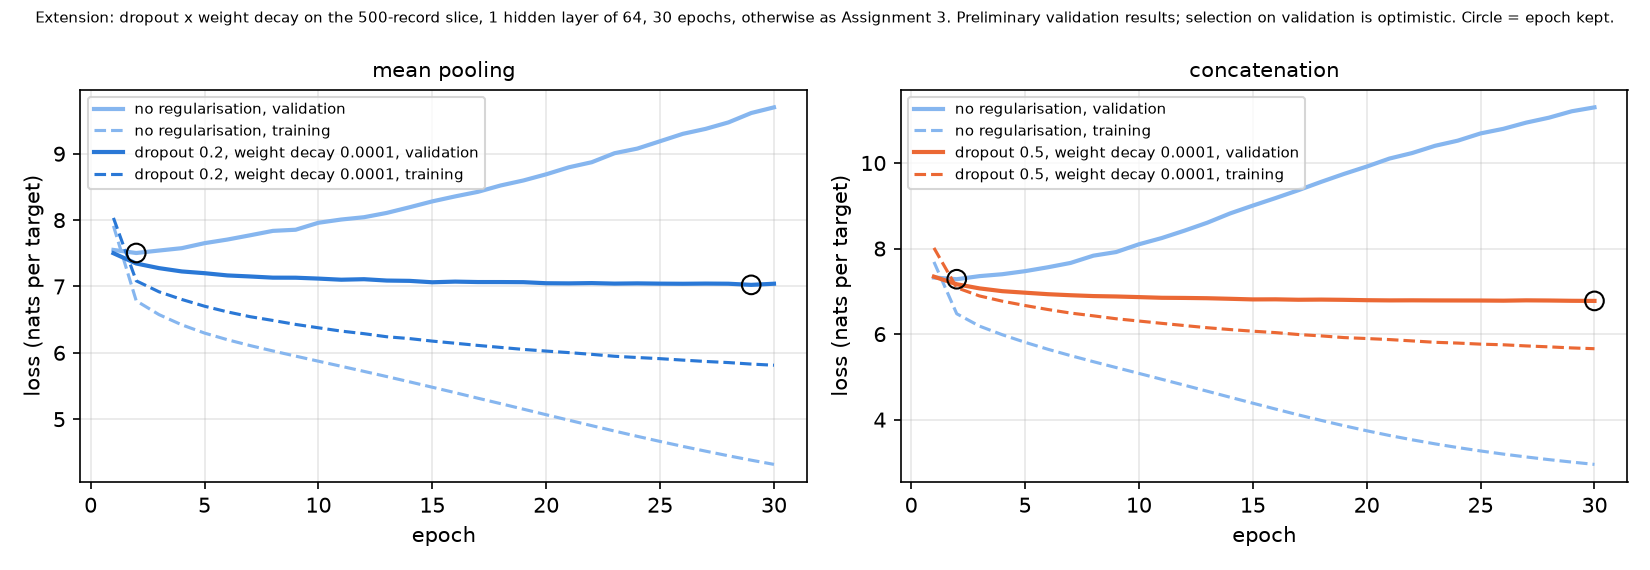 Extension: dropout x weight decay on the 500-record slice, 1 hidden layer of 64, 30 epochs, otherwise as Assignment 3. Preliminary validation results; selection on validation is optimistic. Circle = epoch kept.
mean pooling
no regularisation, validation
no regularisation, training
dropout 0.2, weight decay 0.0001, validation
dropout 0.2, weight decay 0.0001, training
loss (nats per target)
9
8
7
6
5
0 5 10 15 20 25 30
epoch
concatenation
no regularisation, validation
no regularisation, training
dropout 0.5, weight decay 0.0001, validation
dropout 0.5, weight decay 0.0001, training
loss (nats per target)
10
8
6
4
0 5 10 15 20 25 30
epoch